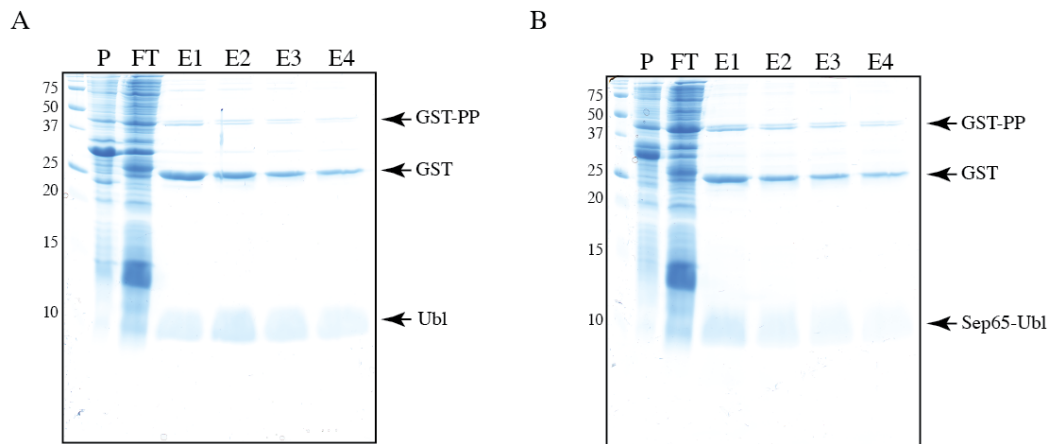 A
P FT E1 E2 E3 E4
75
50
37
25
20
15
10
GST-PP
GST
Ubl
B
P FT E1 E2 E3 E4
75
50
37
25
20
15
10
GST-PP
GST
Sep65-Ubl